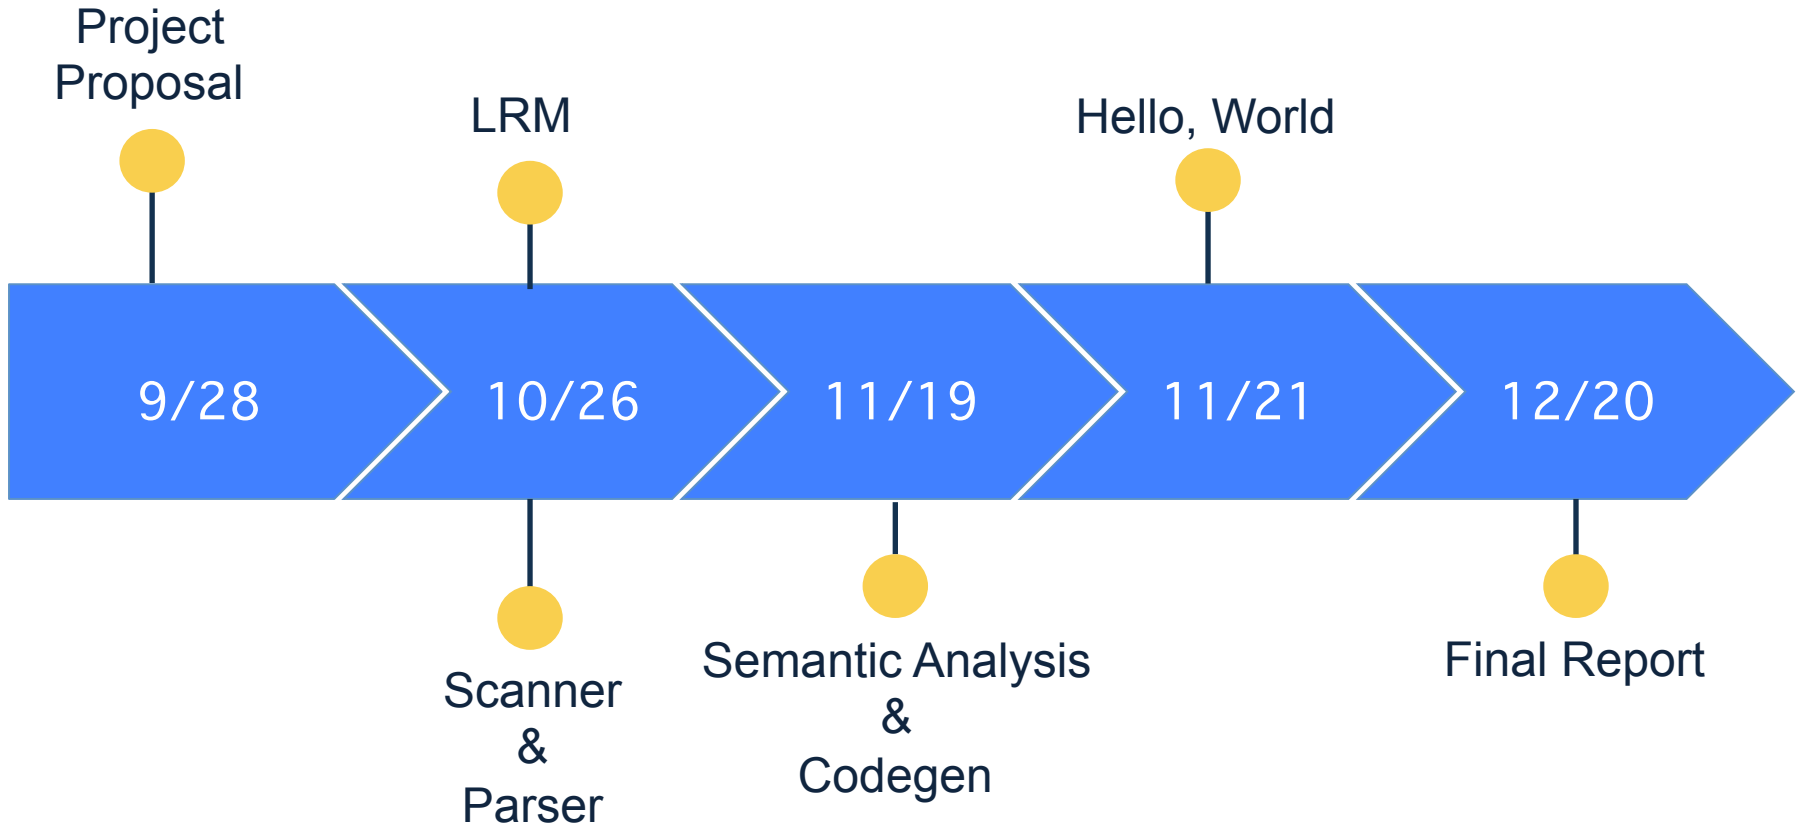 Project
Proposal
LRM
Hello, World
9/28
10/26
11/19
11/21
12/20
Scanner
&
Parser
Semantic Analysis
&
Codegen
Final Report